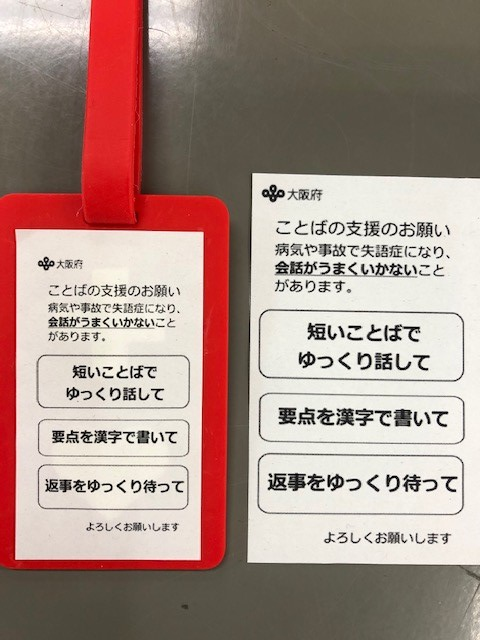 大阪府
ことばの支援のお願い
病気や事故で失語症になり、
会話がうまくいかないこと
があります。
短いことばで
ゆっくり話して
要点を漢字で書いて
返事をゆっくり待って
よろしくお願いします
大阪府
ことばの支援のお願い
病気や事故で失語症になり、
会話がうまくいかないこと
があります。
短いことばで
ゆっくり話して
要点を漢字で書いて
返事をゆっくり待って
よろしくお願いします